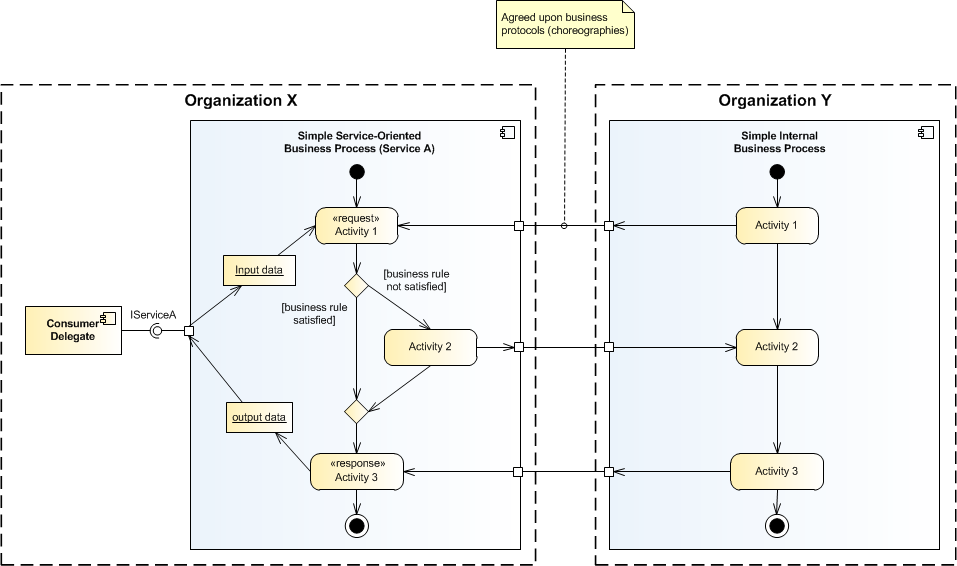 Agreed upon business
protocols (choreographies)
Organization X
Organization Y
Simple Service-Oriented
Business Process (Service A)
Simple Internal
Business Process
«request»
Activity 1
Activity 1
Input data
[business rule
not satisfied]
[business rule
satisfied]
IServiceA
Consumer
Delegate
Activity 2
Activity 2
output data
«response»
Activity 3
Activity 3